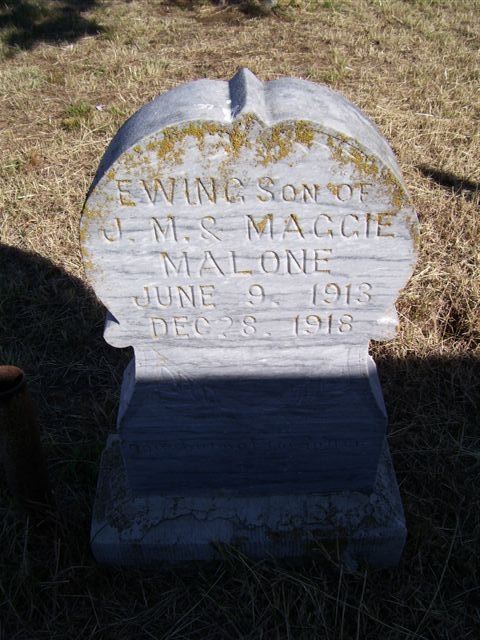 EWING SON OF
J. M. & MAGGIE
MALONE
JUNE 9. 1913
DEC 28. 1918